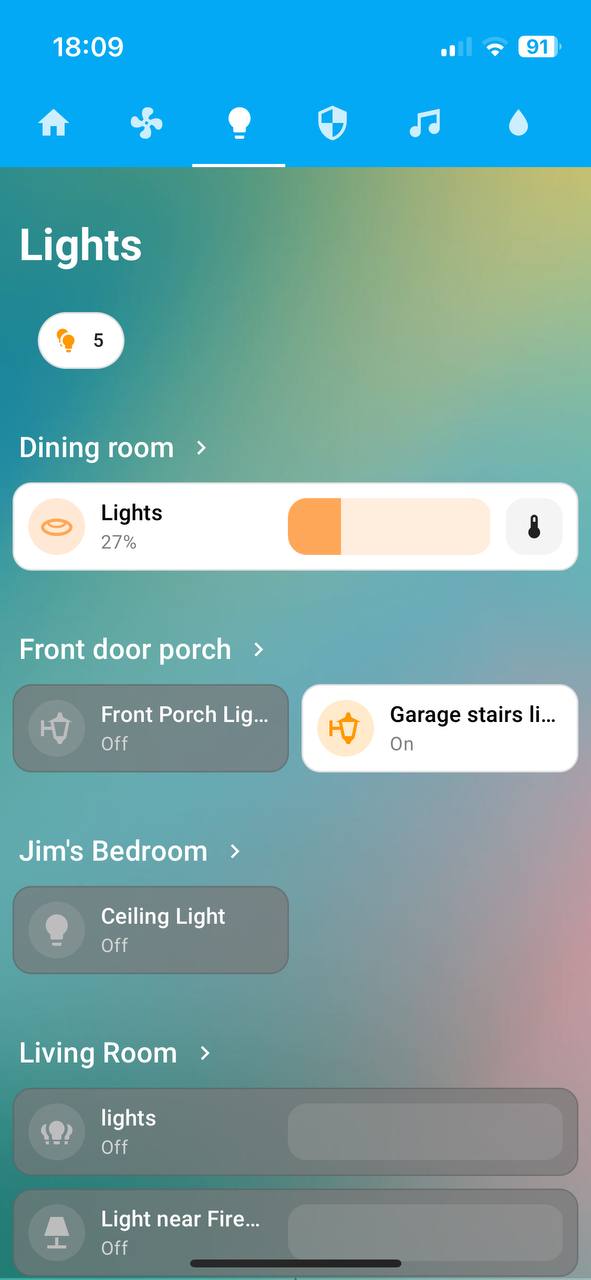 18:09
91
Lights
5
Dining room
Lights
27%
Front door porch
Front Porch Lig...
Off
Garage stairs li...
On
Jim's Bedroom
Ceiling Light
Off
Living Room
lights
Off
Light near Fire...
Off